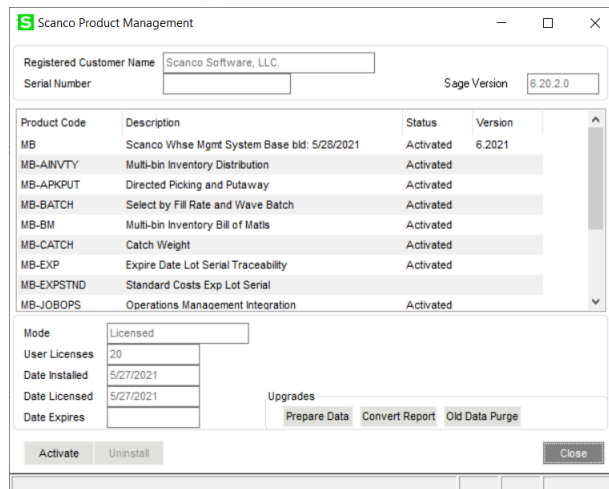 S Scanco Product Management
Registered Customer Name Scanco Software, LLC.
Serial Number Sage Version 6.20.2.0
Product Code Description Status Version
MB Scanco Whse Mgmt System Base bld: 5/28/2021 Activated 6.2021
MB-AINVTY Multi-bin Inventory Distribution Activated
MB-APKPUT Directed Picking and Putaway Activated
MB-BATCH Select by Fill Rate and Wave Batch Activated
MB-BM Multi-bin Inventory Bill of Matls Activated
MB-CATCH Catch Weight Activated
MB-EXP Expire Date Lot Serial Traceability Activated
MB-EXPSTND Standard Costs Exp Lot Serial
MB-JOBOPS Operations Management Integration Activated
Mode Licensed
User Licenses 20
Date Installed 5/27/2021
Date Licensed 5/27/2021 Upgrades
Date Expires Prepare Data Convert Report Old Data Purge
Activate Uninstall Close